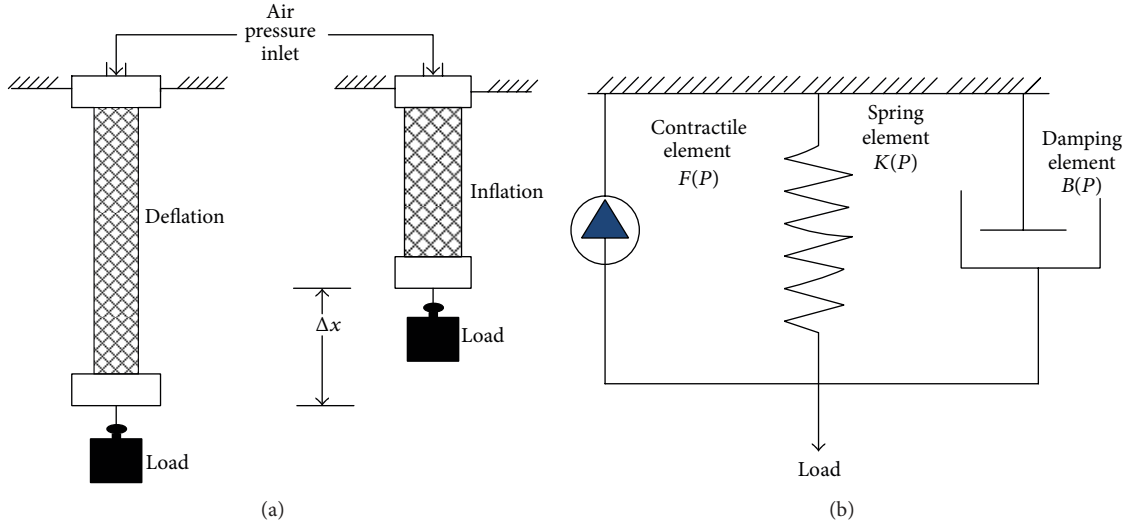 Air
pressure
inlet
Deflation
Inflation
Δx
Load
Load
(a)
Contractile
element
F(P)
Spring
element
K(P)
Damping
element
B(P)
Load
(b)